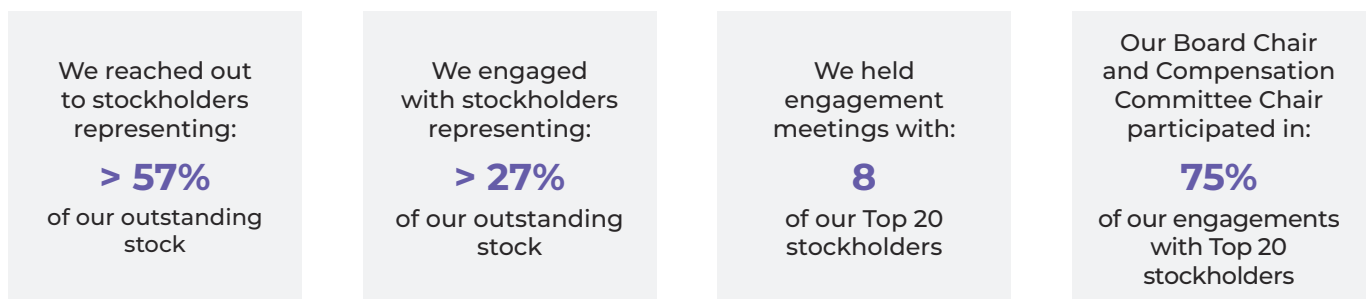 We reached out
to stockholders
representing:
> 57%
of our outstanding
stock
We engaged
with stockholders
representing:
> 27%
of our outstanding
stock
We held
engagement
meetings with:
8
of our Top 20
stockholders
Our Board Chair
and Compensation
Committee Chair
participated in:
75%
of our engagements
with Top 20
stockholders